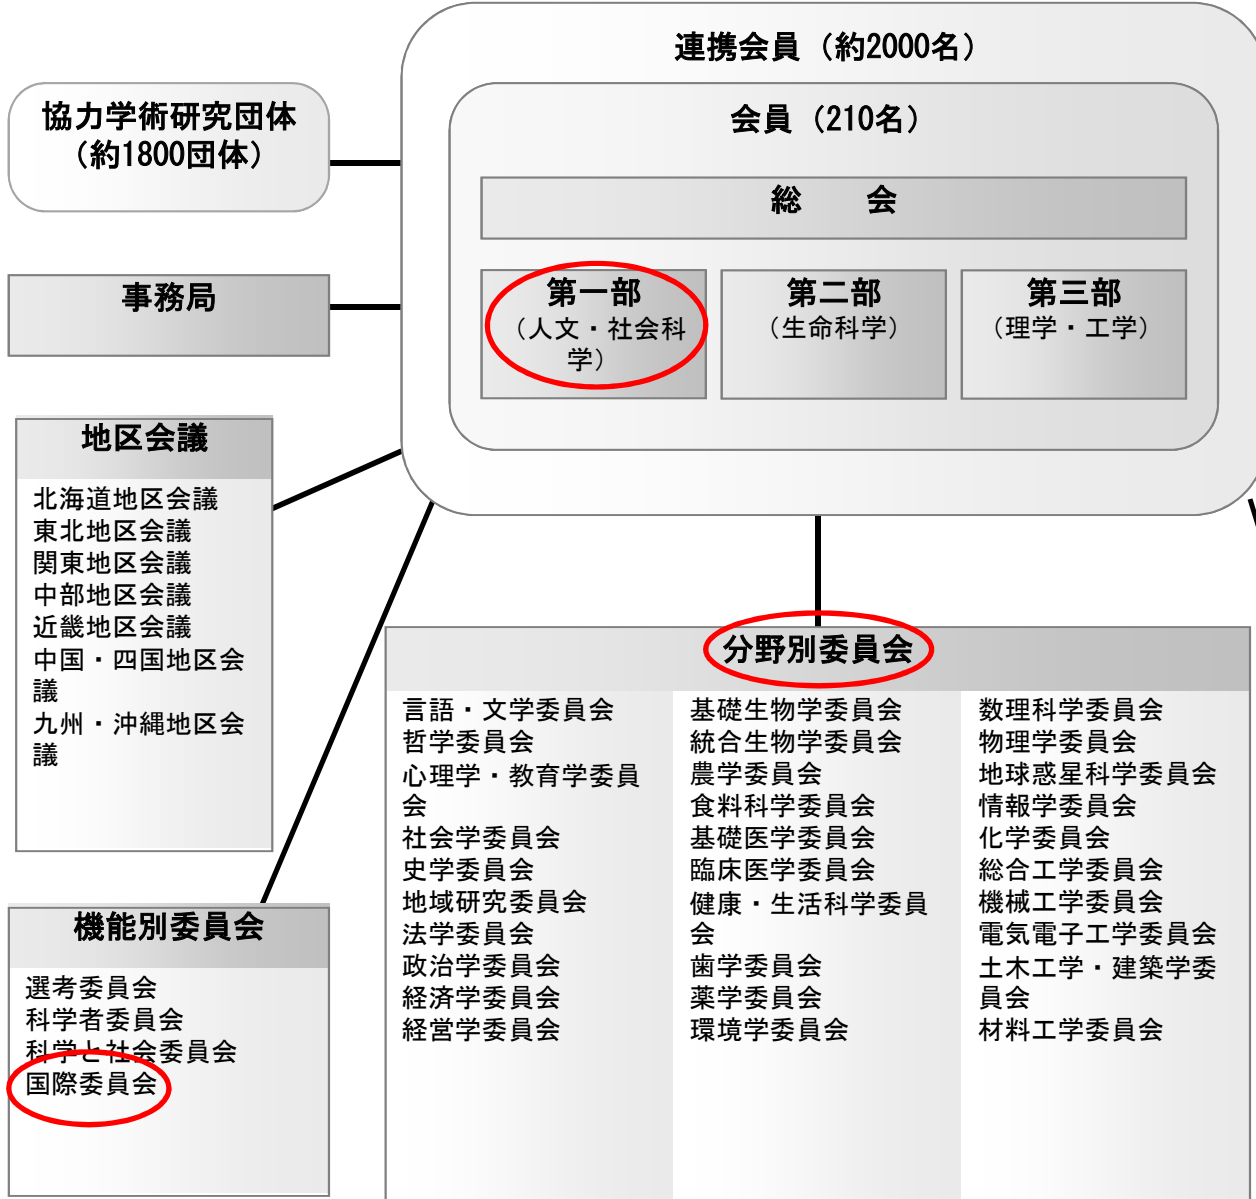 連携会員（約2000名）
会員（210名）
総　会
第一部
（人文・社会科
学）
第二部
（生命科学）
第三部
（理学・工学）
協力学術研究団体
（約1800団体）
事務局
地区会議
北海道地区会議
東北地区会議
関東地区会議
中部地区会議
近畿地区会議
中国・四国地区会
議
九州・沖縄地区会
議
機能別委員会
選考委員会
科学者委員会
科学と社会委員会
国際委員会
分野別委員会
言語・文学委員会
哲学委員会
心理学・教育学委員
会
社会学委員会
史学委員会
地域研究委員会
法学委員会
政治学委員会
経済学委員会
経営学委員会
基礎生物学委員会
統合生物学委員会
農学委員会
食料科学委員会
基礎医学委員会
臨床医学委員会
健康・生活科学委員
会
歯学委員会
薬学委員会
環境学委員会
数理科学委員会
物理学委員会
地球惑星科学委員会
情報学委員会
化学委員会
総合工学委員会
機械工学委員会
電気電子工学委員会
土木工学・建築学委
員会
材料工学委員会